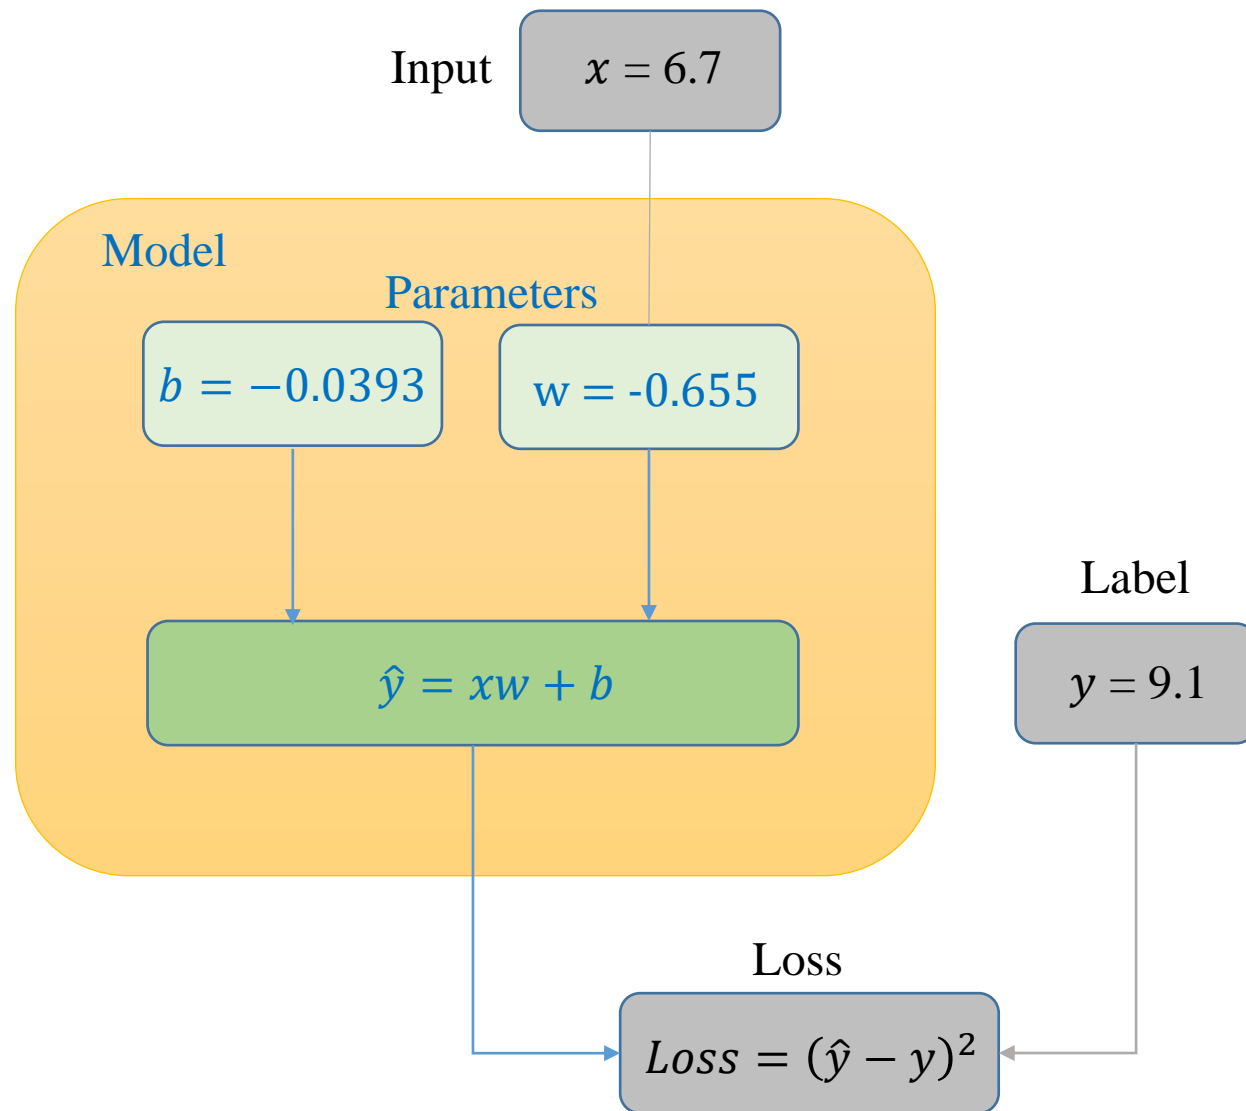 Input
x = 6.7
Model
Parameters
b = −0.0393
w = -0.655
Label
ŷ = xw + b
y = 9.1
Loss
Loss = (ŷ − y)²